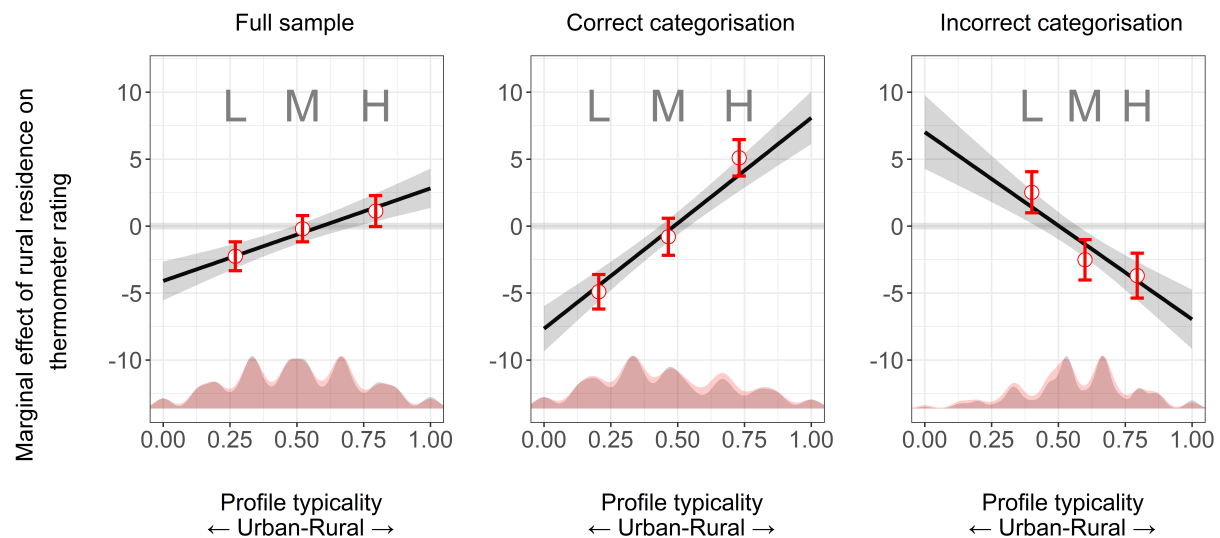 Full sample
Correct categorisation
Incorrect categorisation
Marginal effect of rural residence on
thermometer rating
10
5
0
-5
-10
L M H
0.00 0.25 0.50 0.75 1.00
Profile typicality
← Urban-Rural →
10
5
0
-5
-10
L M H
0.00 0.25 0.50 0.75 1.00
Profile typicality
← Urban-Rural →
10
5
0
-5
-10
L M H
0.00 0.25 0.50 0.75 1.00
Profile typicality
← Urban-Rural →